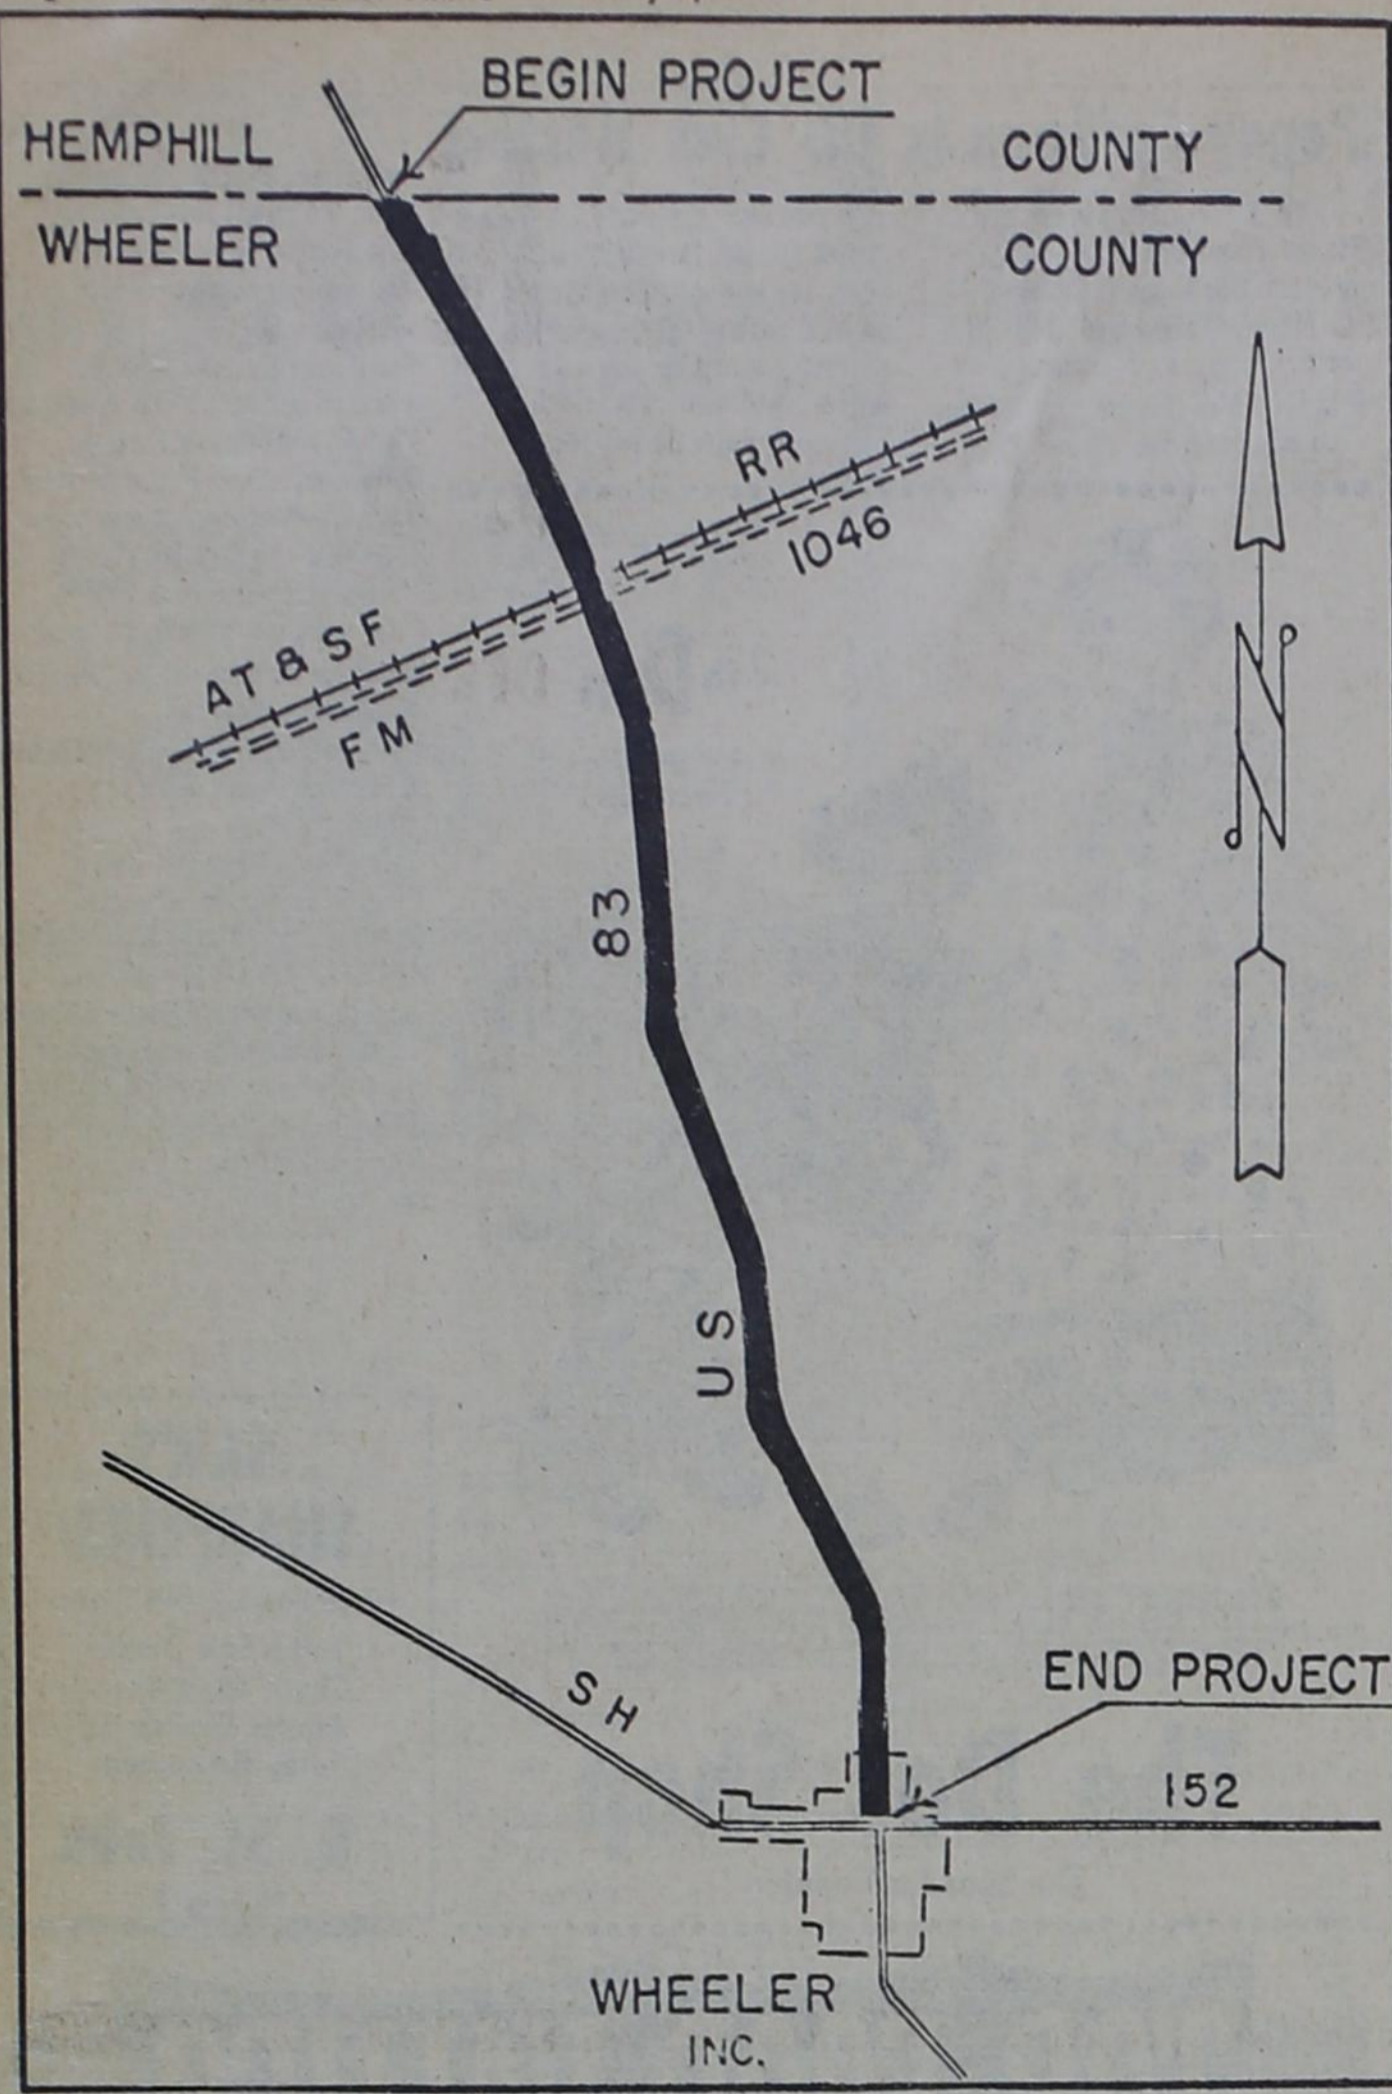 BEGIN PROJECT
HEMPHILL COUNTY
WHEELER COUNTY
RR
1046
AT & SF
FM
N
83
US
SH
END PROJECT
152
WHEELER
INC.